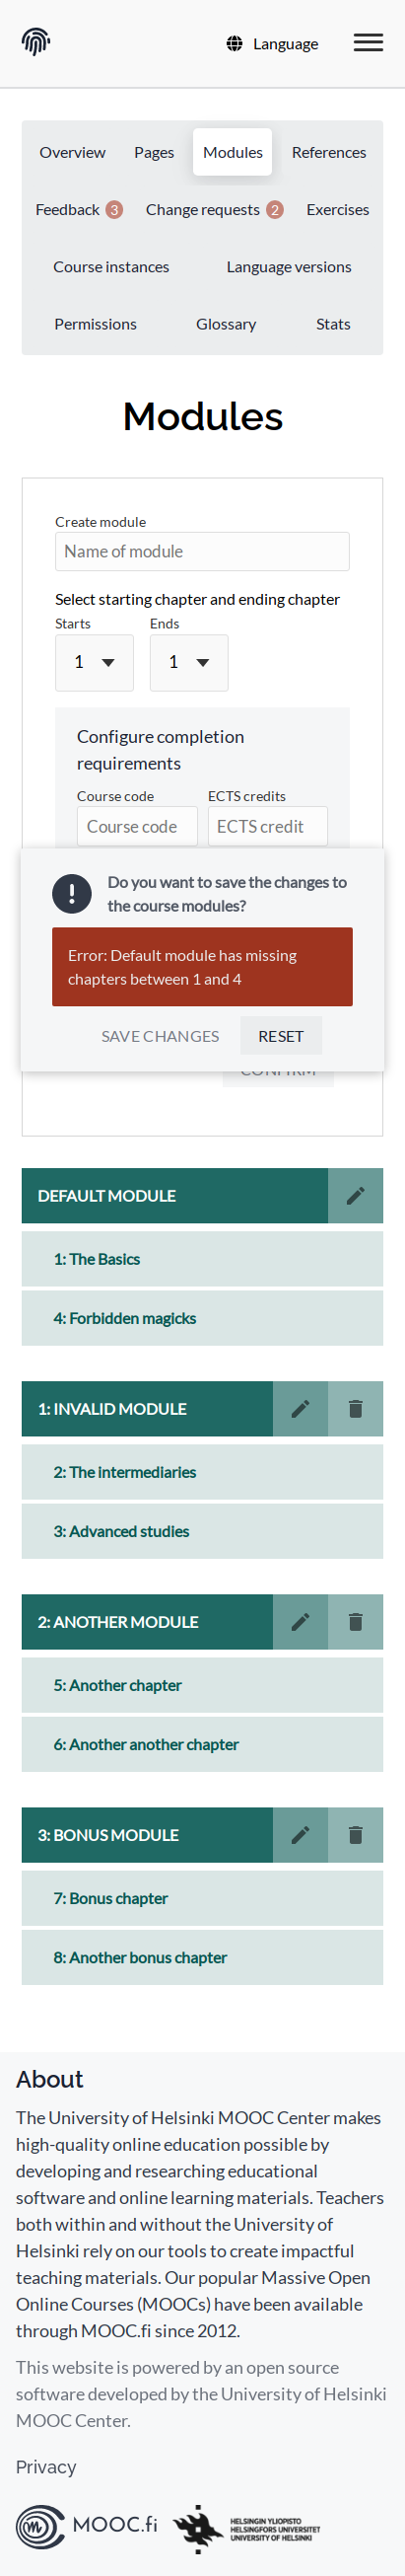 Language
Overview Pages Modules References
Feedback 3 Change requests 2 Exercises
Course instances Language versions
Permissions Glossary Stats
Modules
Create module
Name of module
Select starting chapter and ending chapter
Starts Ends
1 1
Configure completion
requirements
Course code ECTS credits
Course code ECTS credit
Do you want to save the changes to
the course modules?
Error: Default module has missing
chapters between 1 and 4
SAVE CHANGES RESET
CONFIRM
DEFAULT MODULE
1: The Basics
4: Forbidden magicks
1: INVALID MODULE
2: The intermediaries
3: Advanced studies
2: ANOTHER MODULE
5: Another chapter
6: Another another chapter
3: BONUS MODULE
7: Bonus chapter
8: Another bonus chapter
About
The University of Helsinki MOOC Center makes
high-quality online education possible by
developing and researching educational
software and online learning materials. Teachers
both within and without the University of
Helsinki rely on our tools to create impactful
teaching materials. Our popular Massive Open
Online Courses (MOOCs) have been available
through MOOC.fi since 2012.
This website is powered by an open source
software developed by the University of Helsinki
MOOC Center.
Privacy
MOOC.fi
HELSINGIN YLIOPISTO
HELSINGFORS UNIVERSITET
UNIVERSITY OF HELSINKI